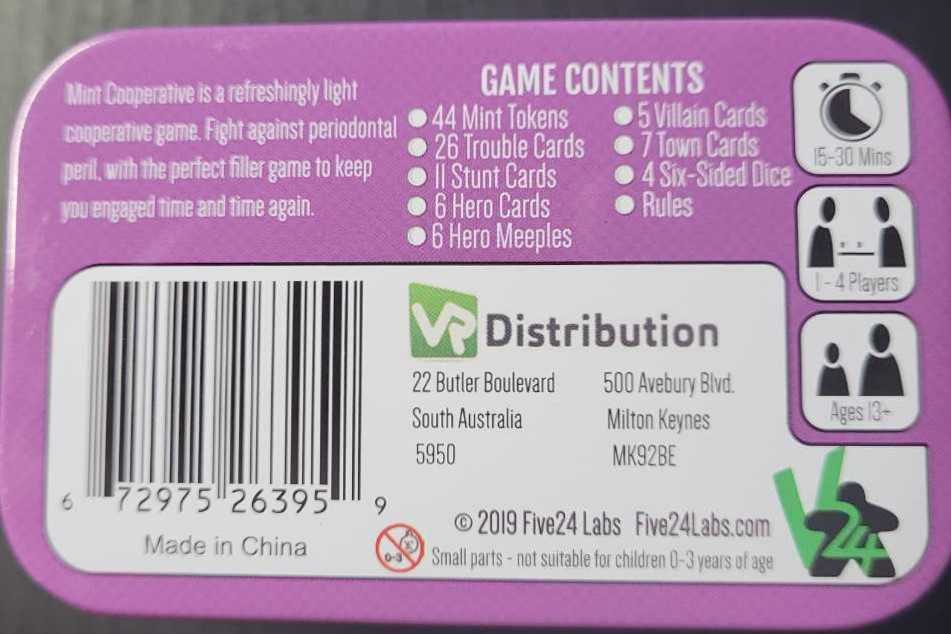 Mint Cooperative is a refreshingly light
cooperative game. Fight against periodontal
peril, with the perfect filler game to keep
you engaged time and time again.
GAME CONTENTS
44 Mint Tokens
26 Trouble Cards
11 Stunt Cards
6 Hero Cards
6 Hero Meeples
5 Villain Cards
7 Town Cards
4 Six-Sided Dice
Rules
15-30 Mins
1 - 4 Players
Ages 13+
VR Distribution
22 Butler Boulevard
South Australia
5950
500 Avebury Blvd.
Milton Keynes
MK92BE
6 72975 26395 9
Made in China
© 2019 Five24 Labs Five24Labs.com
0-3
Small parts - not suitable for children 0-3 years of age
V24